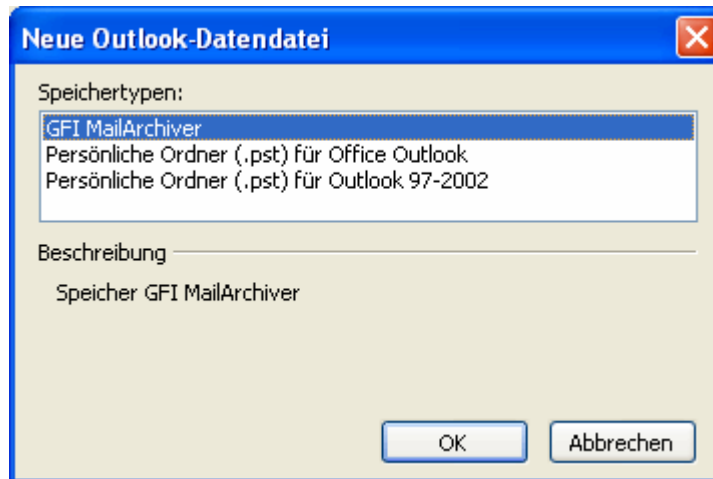 Neue Outlook-Datendatei
Speichertypen:
GFI MailArchiver
Persönliche Ordner (.pst) für Office Outlook
Persönliche Ordner (.pst) für Outlook 97-2002
Beschreibung
Speicher GFI MailArchiver
OK Abbrechen